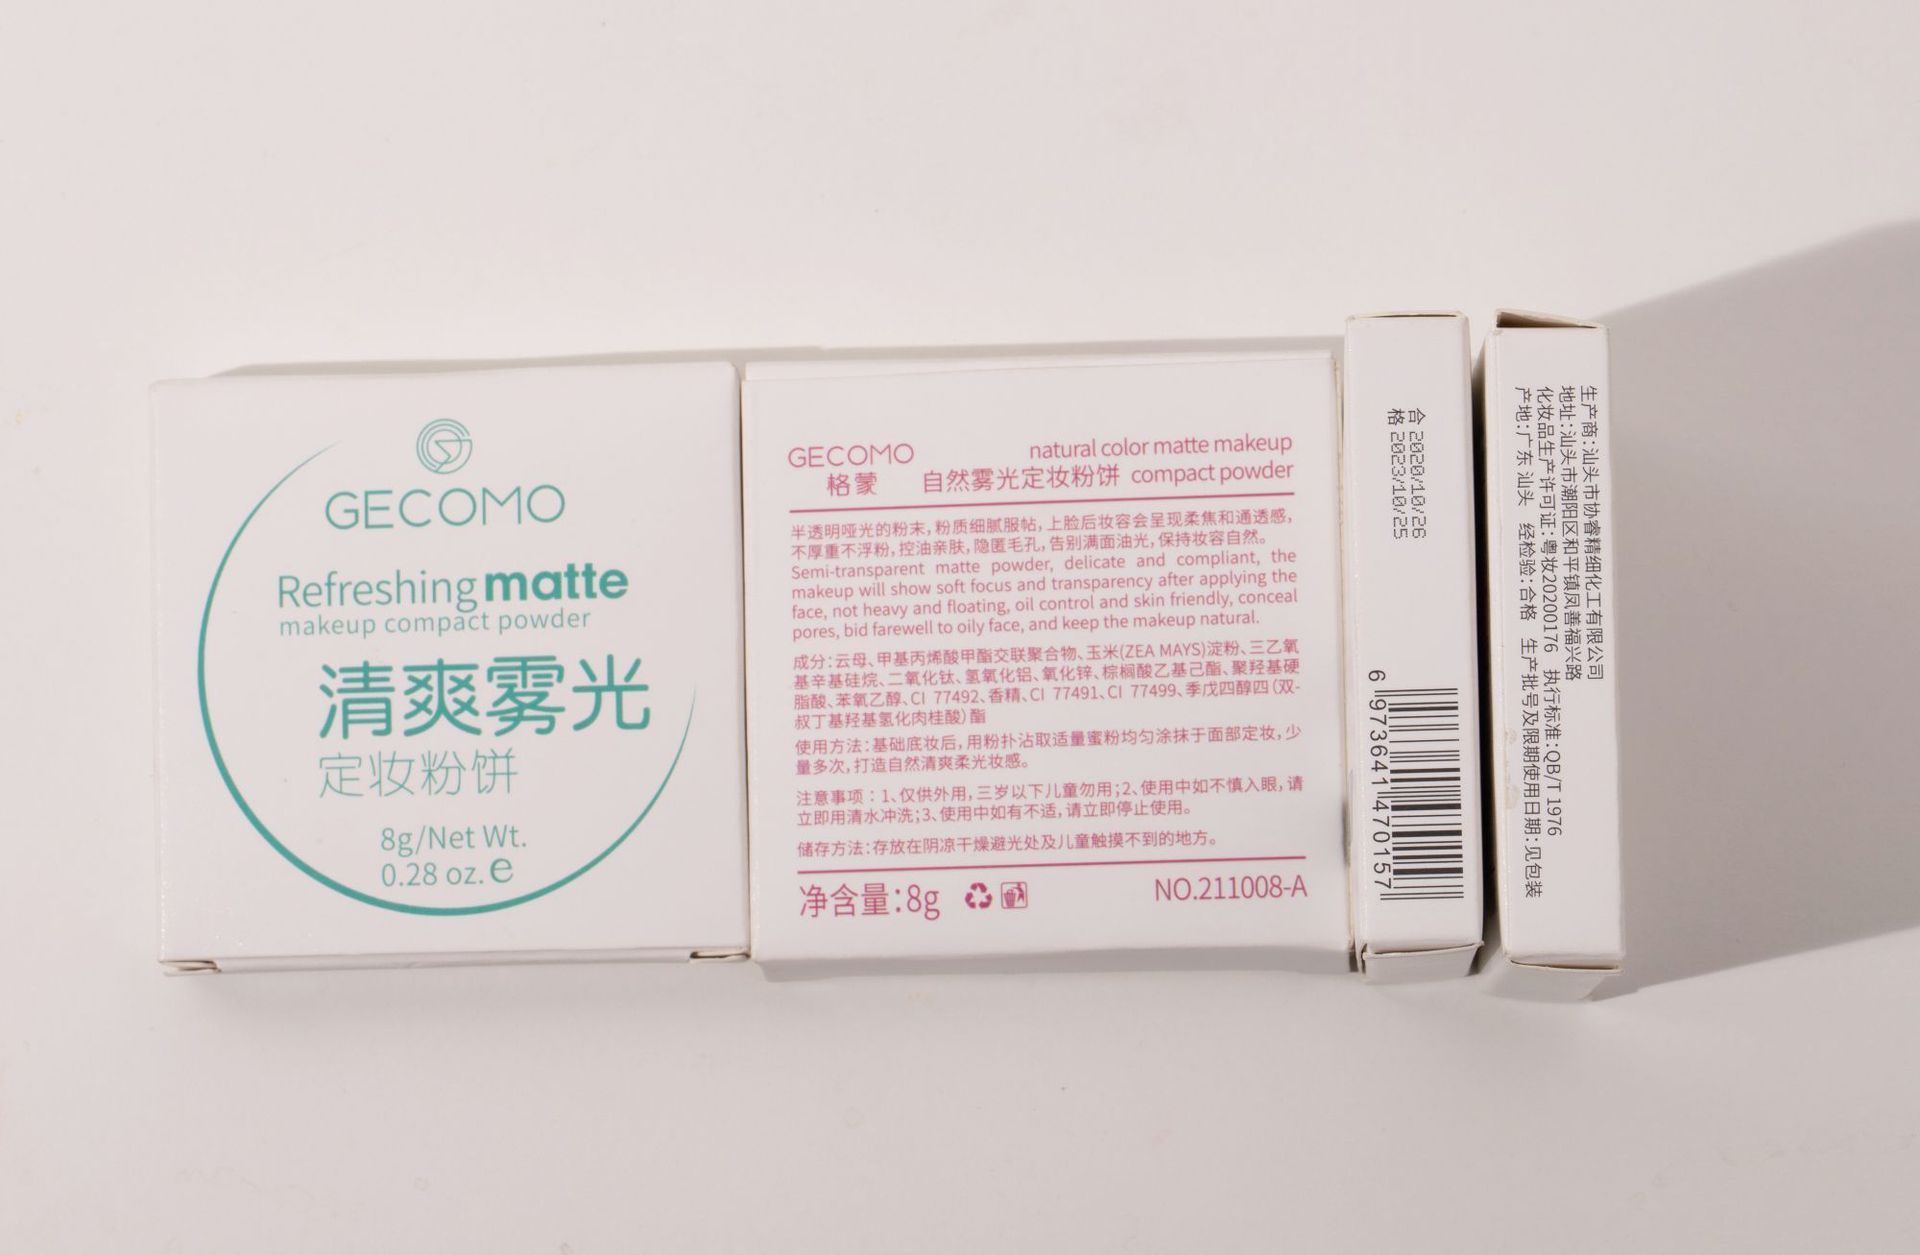 GECOMO
Refreshing matte
makeup compact powder
清爽雾光
定妆粉饼
8g/Net Wt.
0.28 oz. e
GECOMO
格蒙
natural color matte makeup
自然雾光定妆粉饼 compact powder
半透明哑光的粉末，粉质细腻服帖，上脸后妆容会呈现柔焦和通透感，
不厚重不浮粉，控油亲肤，隐匿毛孔，告别满面油光，保持妆容自然。
Semi-transparent matte powder, delicate and compliant, the
makeup will show soft focus and transparency after applying the
face, not heavy and floating, oil control and skin friendly, conceal
pores, bid farewell to oily face, and keep the makeup natural.
成分：云母、甲基丙烯酸甲酯交联聚合物、玉米(ZEA MAYS)淀粉、三乙氧
基辛基硅烷、二氧化钛、氢氧化铝、氧化锌、棕榈酸乙基己酯、聚羟基硬
脂酸、苯氧乙醇、CI 77492、香精、CI 77491、CI 77499、季戊四醇四（双-
叔丁基羟基氢化肉桂酸）酯
使用方法：基础底妆后，用粉扑沾取适量蜜粉均匀涂抹于面部定妆，少
量多次，打造自然清爽柔光妆感。
注意事项：1、仅供外用，三岁以下儿童勿用；2、使用中如不慎入眼，请
立即用清水冲洗；3、使用中如有不适，请立即停止使用。
储存方法：存放在阴凉干燥避光处及儿童触摸不到的地方。
净含量：8g
NO.211008-A
合 2020/10/26
格 2023/10/25
6 973641 470157
生产商：汕头市协睿精细化工有限公司
地址：汕头市潮阳区和平镇凤善福兴路
化妆品生产许可证：粤妆20200176 执行标准：QB/T 1976
产地：广东 汕头 经检验：合格 生产批号及限期使用日期：见包装